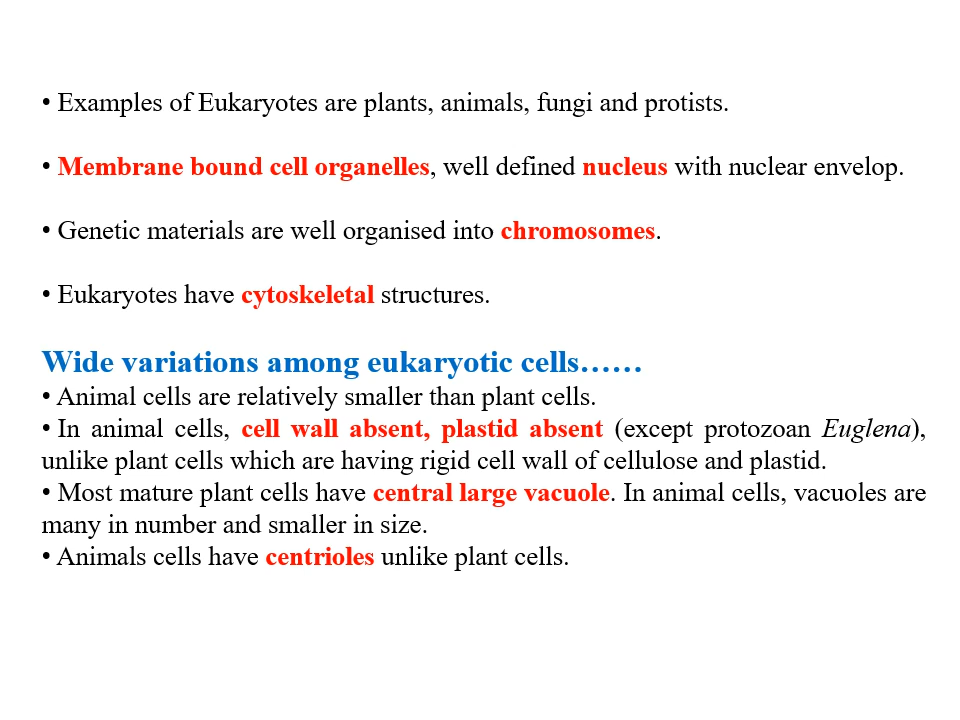 • Examples of Eukaryotes are plants, animals, fungi and protists.
• Membrane bound cell organelles, well defined nucleus with nuclear envelop.
• Genetic materials are well organised into chromosomes.
• Eukaryotes have cytoskeletal structures.
Wide variations among eukaryotic cells……
• Animal cells are relatively smaller than plant cells.
• In animal cells, cell wall absent, plastid absent (except protozoan Euglena),
unlike plant cells which are having rigid cell wall of cellulose and plastid.
• Most mature plant cells have central large vacuole. In animal cells, vacuoles are
many in number and smaller in size.
• Animals cells have centrioles unlike plant cells.